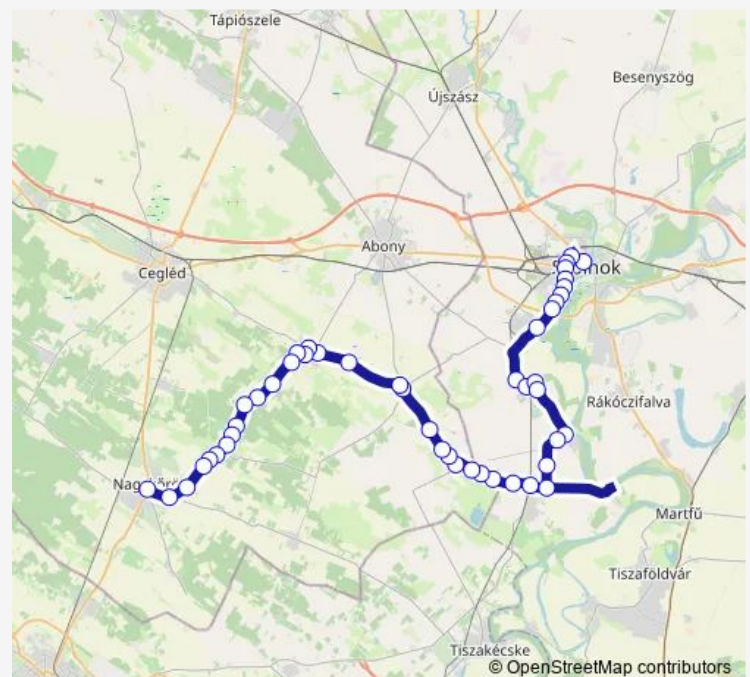 Tápiószele
Besenyszög
Újszász
Abony
Cegléd
Rákóczifalva
Martfű
Tiszaföldvár
Tiszakécske
© OpenStreetMap contributors